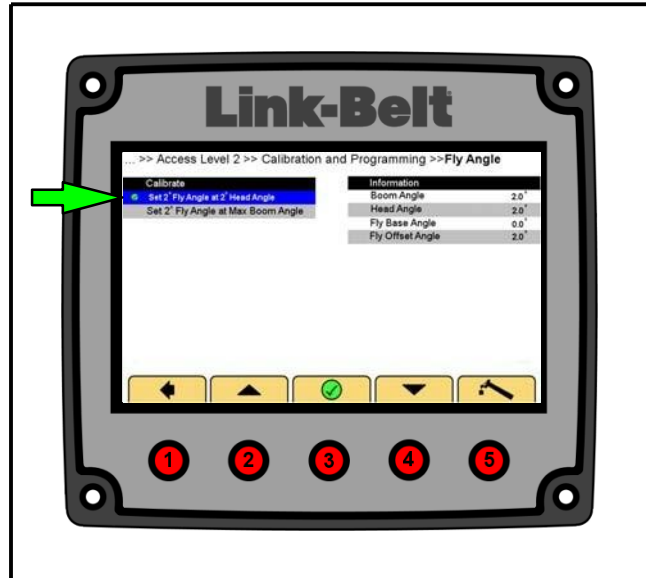 Link-Belt
... >> Access Level 2 >> Calibration and Programming >>Fly Angle
Calibrate
Set 2° Fly Angle at 2° Head Angle
Set 2° Fly Angle at Max Boom Angle
Information
Boom Angle 2.0°
Head Angle 2.0°
Fly Base Angle 0.0°
Fly Offset Angle 2.0°
1 2 3 4 5